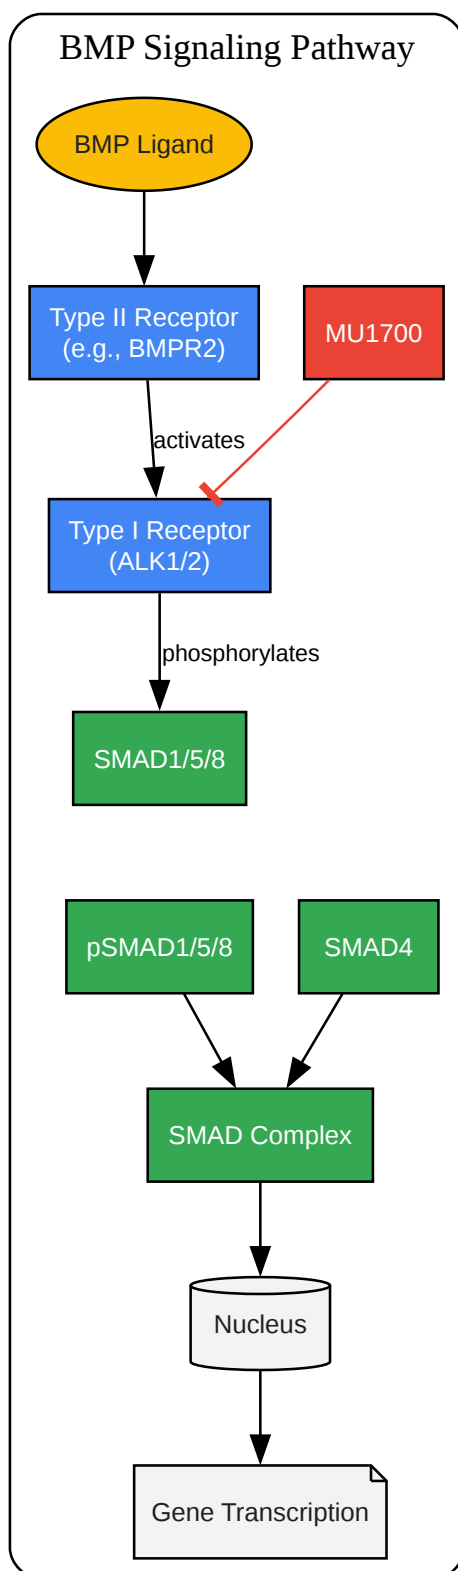 BMP Signaling Pathway
BMP Ligand
Type II Receptor
(e.g., BMPR2)
MU1700
activates
Type I Receptor
(ALK1/2)
phosphorylates
SMAD1/5/8
pSMAD1/5/8
SMAD4
SMAD Complex
Nucleus
Gene Transcription